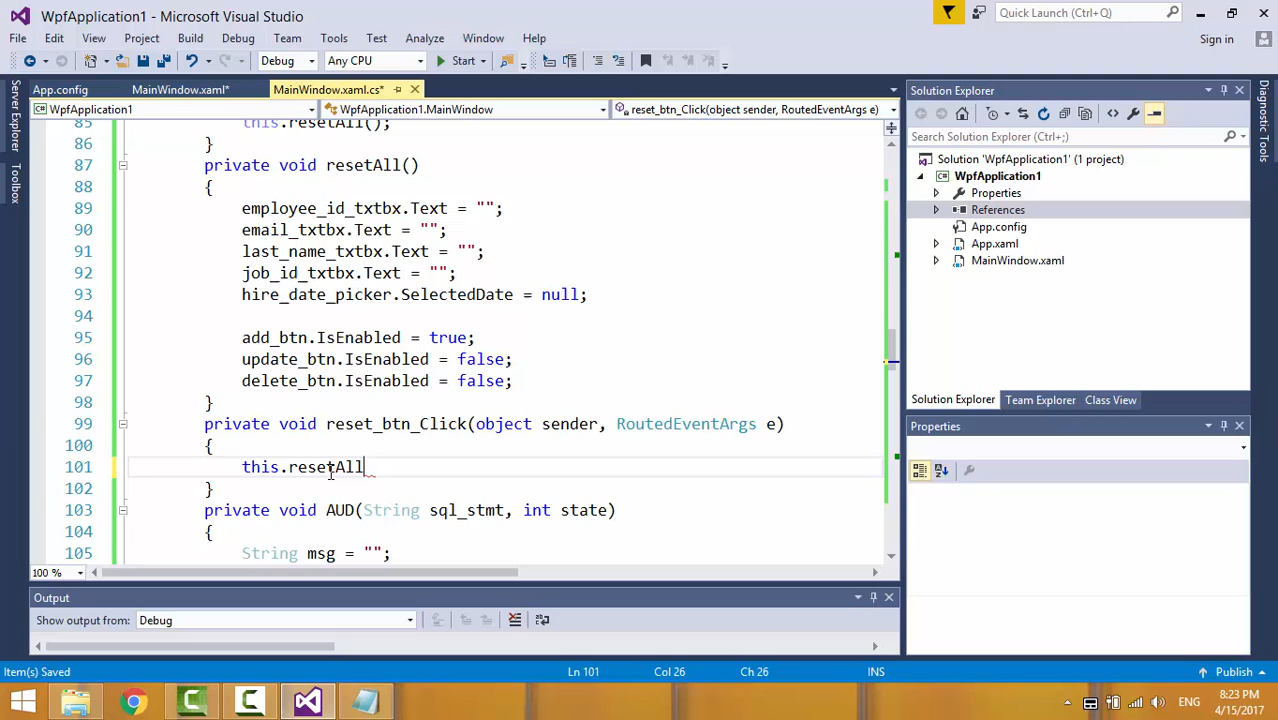 WpfApplication1 - Microsoft Visual Studio
Quick Launch (Ctrl+Q)
File Edit View Project Build Debug Team Tools Test Analyze Window Help
Sign in
Debug Any CPU Start
App.config MainWindow.xaml* MainWindow.xaml.cs*
WpfApplication1 WpfApplication1.MainWindow reset_btn_Click(object sender, RoutedEventArgs e)
Server Explorer
Toolbox
85 this.resetAll();
86 }
87 private void resetAll()
88 {
89 employee_id_txtbx.Text = "";
90 email_txtbx.Text = "";
91 last_name_txtbx.Text = "";
92 job_id_txtbx.Text = "";
93 hire_date_picker.SelectedDate = null;
94
95 add_btn.IsEnabled = true;
96 update_btn.IsEnabled = false;
97 delete_btn.IsEnabled = false;
98 }
99 private void reset_btn_Click(object sender, RoutedEventArgs e)
100 {
101 this.resetAll
102 }
103 private void AUD(String sql_stmt, int state)
104 {
105 String msg = "";
100 %
Output
Show output from: Debug
Solution Explorer
Search Solution Explorer (Ctrl+;)
Solution 'WpfApplication1' (1 project)
WpfApplication1
Properties
References
App.config
App.xaml
MainWindow.xaml
Solution Explorer Team Explorer Class View
Properties
Diagnostic Tools
Item(s) Saved Ln 101 Col 26 Ch 26 INS Publish
ENG
8:23 PM
4/15/2017